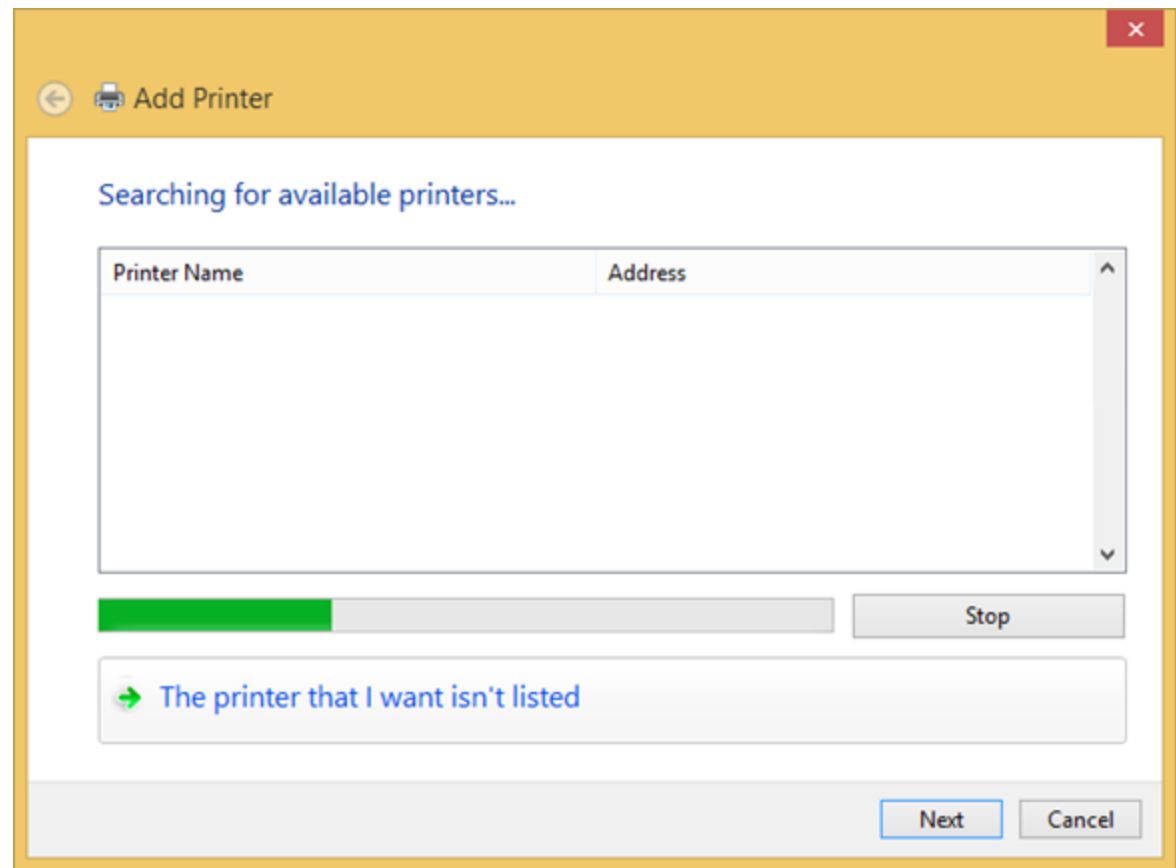 Add Printer
Searching for available printers...
Printer Name Address
Stop
The printer that I want isn't listed
Next Cancel